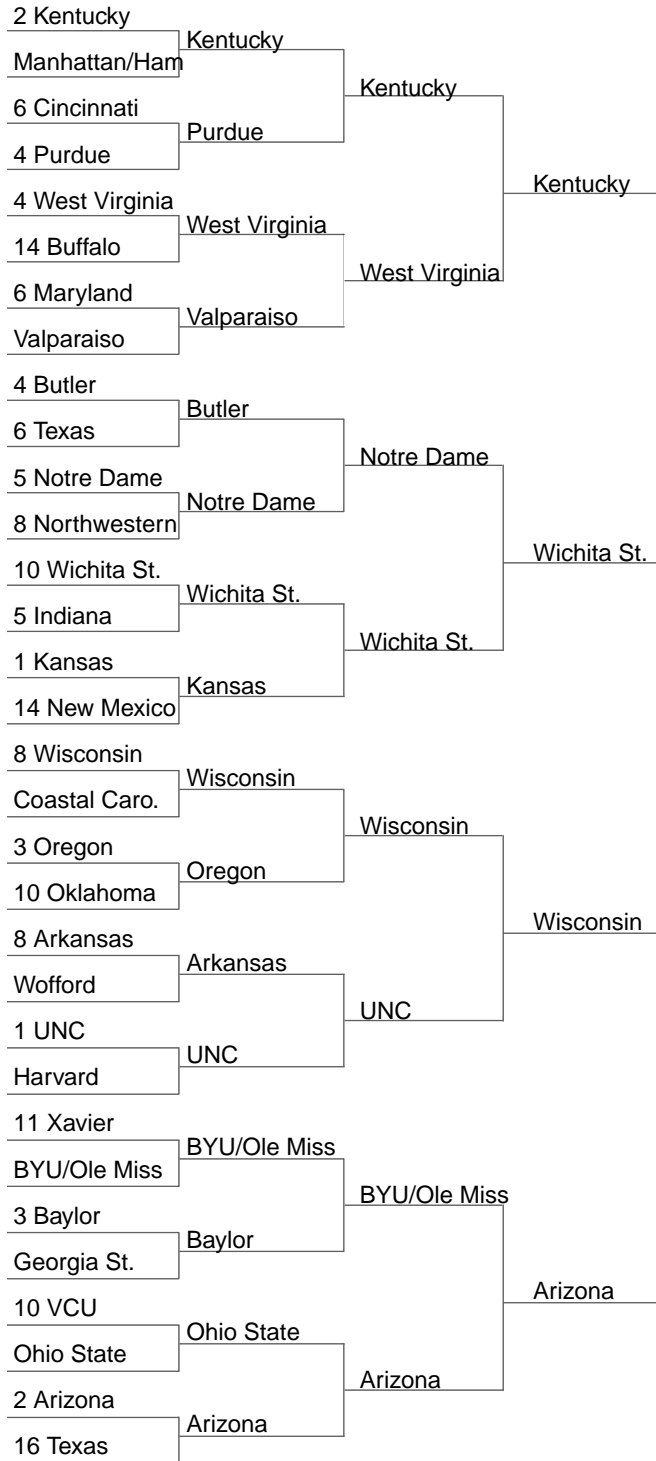 2 Kentucky
Manhattan/Ham
6 Cincinnati
4 Purdue
4 West Virginia
14 Buffalo
6 Maryland
Valparaiso
4 Butler
6 Texas
5 Notre Dame
8 Northwestern
10 Wichita St.
5 Indiana
1 Kansas
14 New Mexico
8 Wisconsin
Coastal Caro.
3 Oregon
10 Oklahoma
8 Arkansas
Wofford
1 UNC
Harvard
11 Xavier
BYU/Ole Miss
3 Baylor
Georgia St.
10 VCU
Ohio State
2 Arizona
16 Texas
Kentucky
Purdue
West Virginia
Valparaiso
Butler
Notre Dame
Wichita St.
Kansas
Wisconsin
Oregon
Arkansas
UNC
BYU/Ole Miss
Baylor
Ohio State
Arizona
Kentucky
West Virginia
Notre Dame
Wichita St.
Wisconsin
UNC
BYU/Ole Miss
Arizona
Kentucky
Wichita St.
Wisconsin
Arizona